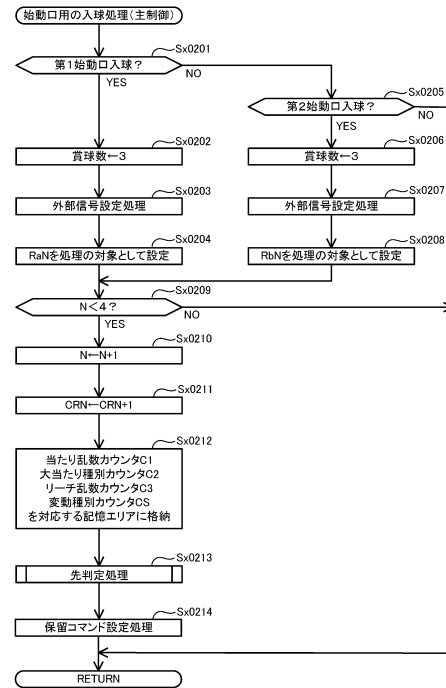 始動口用の入球処理(主制御)
Sx0201
第1始動口入球?
NO
YES
Sx0205
第2始動口入球?
NO
YES
Sx0202
賞球数←3
Sx0206
賞球数←3
Sx0203
外部信号設定処理
Sx0207
外部信号設定処理
Sx0204
RaNを処理の対象として設定
Sx0208
RbNを処理の対象として設定
Sx0209
N<4?
NO
YES
Sx0210
N←N+1
Sx0211
CRN←CRN+1
Sx0212
当たり乱数カウンタC1
大当たり種別カウンタC2
リーチ乱数カウンタC3
変動種別カウンタCS
を対応する記憶エリアに格納
Sx0213
先判定処理
Sx0214
保留コマンド設定処理
RETURN